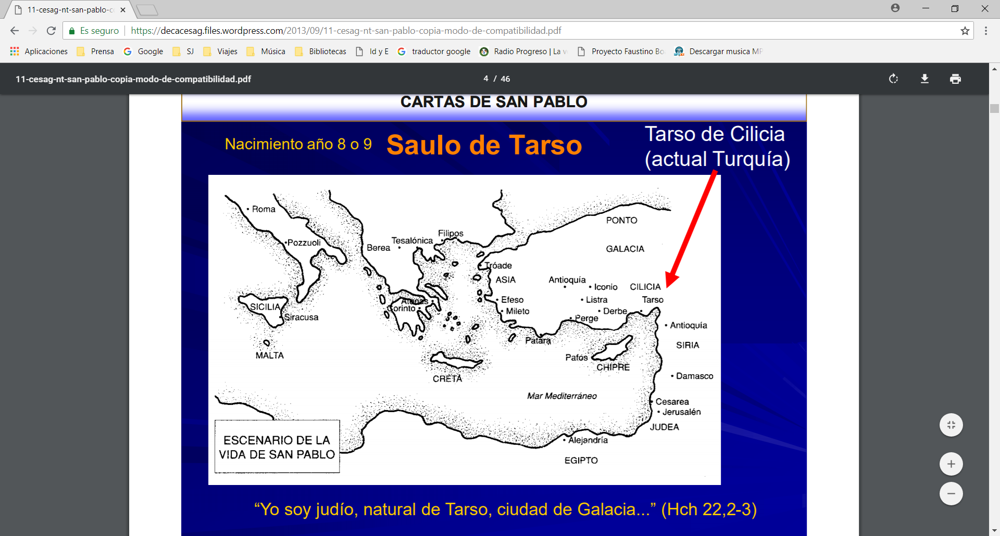 11-cesag-nt-san-pablo-c
Es seguro
https://decacesag.files.wordpress.com/2013/09/11-cesag-nt-san-pablo-copia-modo-de-compatibilidad.pdf
Aplicaciones Prensa Google SJ Viajes Música Bibliotecas Id y E traductor google Radio Progreso | La v Proyecto Faustino Bo Descargar musica MP
11-cesag-nt-san-pablo-copia-modo-de-compatibilidad.pdf
4 / 46
CARTAS DE SAN PABLO
Nacimiento año 8 o 9
Saulo de Tarso
Tarso de Cilicia
(actual Turquía)
Roma
PONTO
Filipos
Tesalónica
Pozzuoli
Berea
GALACIA
Tróade
ASIA
Antioquía
Iconio
CILICIA
Efeso
Listra
Tarso
Atenas
SICILIA
Corinto
Mileto
Derbe
Siracusa
Perge
Antioquía
Patara
SIRIA
MALTA
Pafos
CHIPRE
CRETA
Damasco
Mar Mediterráneo
Cesarea
Jerusalén
JUDEA
ESCENARIO DE LA
VIDA DE SAN PABLO
Alejandría
EGIPTO
“Yo soy judío, natural de Tarso, ciudad de Galacia...” (Hch 22,2-3)